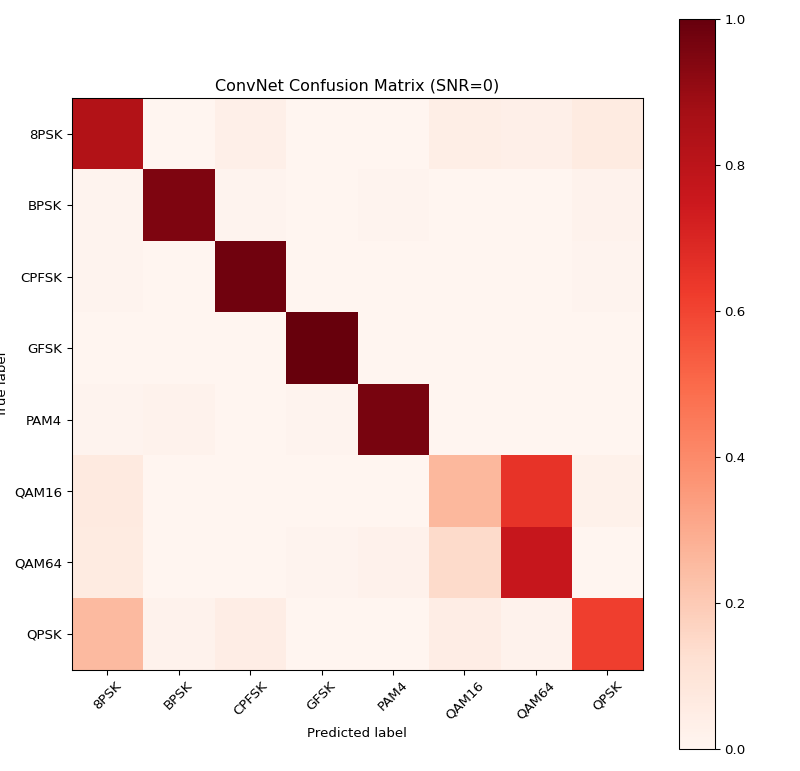 ConvNet Confusion Matrix (SNR=0)
8PSK
BPSK
CPFSK
GFSK
PAM4
QAM16
QAM64
QPSK
label
8PSK BPSK CPFSK GFSK PAM4 QAM16 QAM64 QPSK
Predicted label
1.0
0.8
0.6
0.4
0.2
0.0